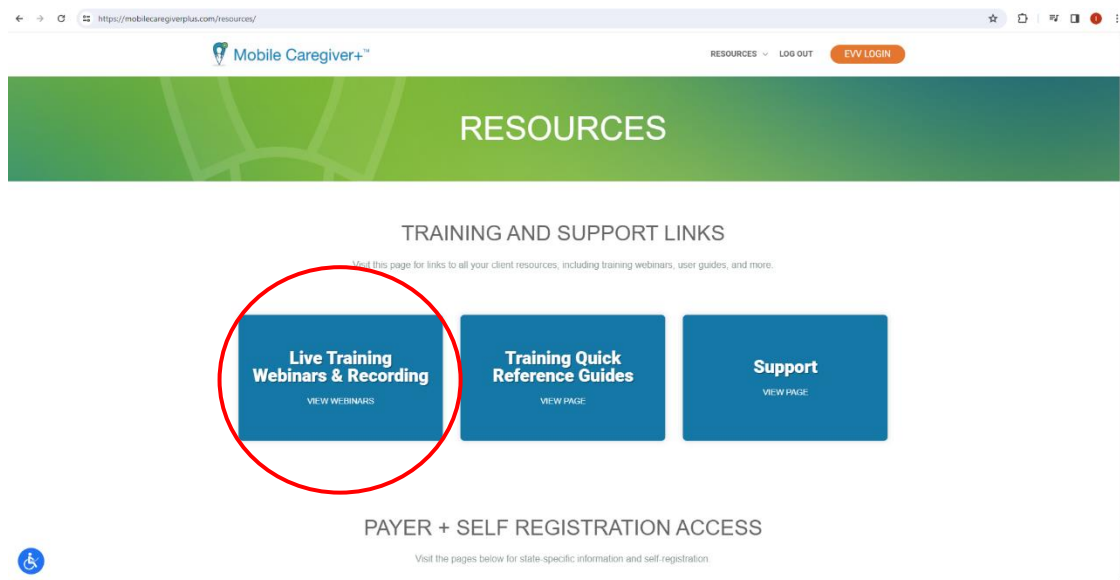 https://mobilecaregiverplus.com/resources/
Mobile Caregiver+™
RESOURCES
LOG OUT
EVV LOGIN
RESOURCES
TRAINING AND SUPPORT LINKS
Visit this page for links to all your client resources, including training webinars, user guides, and more.
Live Training
Webinars & Recording
VIEW WEBINARS
Training Quick
Reference Guides
VIEW PAGE
Support
VIEW PAGE
PAYER + SELF REGISTRATION ACCESS
Visit the pages below for state-specific information and self-registration